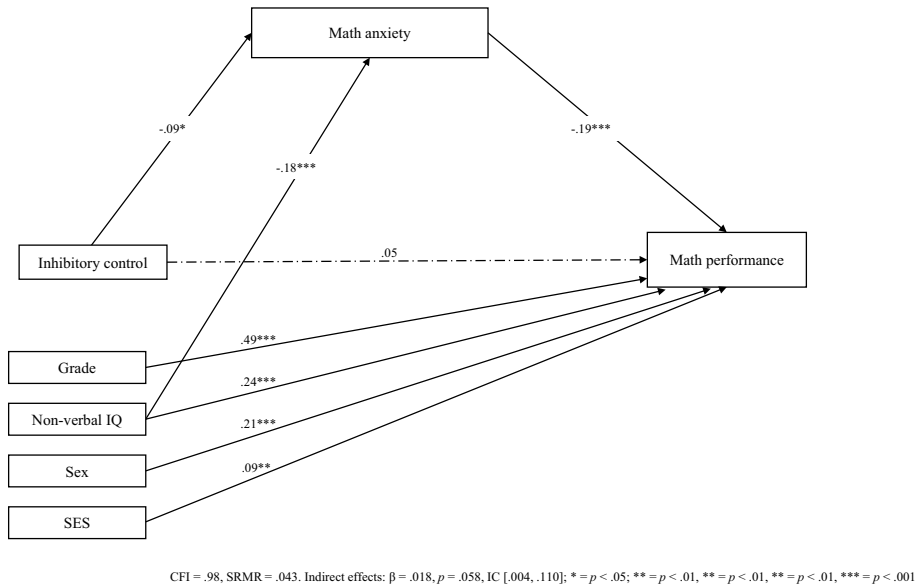 Math anxiety
-.09*
-.19***
-.18***
Inhibitory control
.05
Math performance
Grade
.49***
Non-verbal IQ
.24***
Sex
.21***
SES
.09**
CFI = .98, SRMR = .043. Indirect effects: β = .018, p = .058, IC [.004, .110]; * = p < .05; ** = p < .01, ** = p < .01, ** = p < .01, *** = p < .001